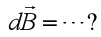 $d\vec{B} = \cdots ?$